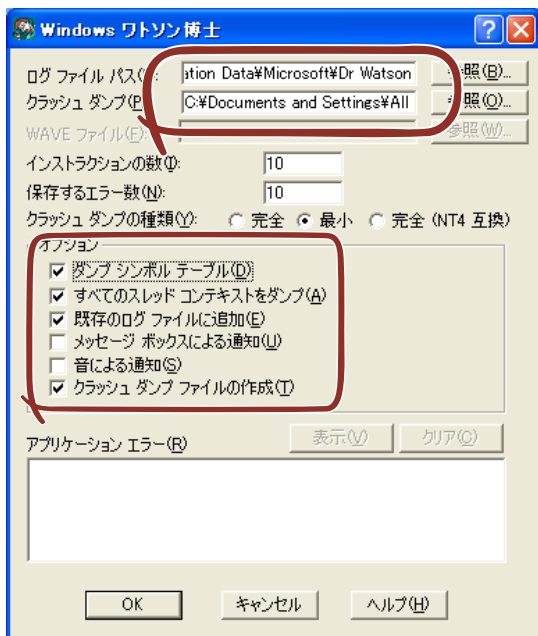 Windows ワトソン博士
ログ ファイル パス( : ation Data¥Microsoft¥Dr Watson 参照(B)...
クラッシュ ダンプ(P C:¥Documents and Settings¥All 参照(O)...
WAVE ファイル(F): 参照(W)...
インストラクションの数(I): 10
保存するエラー数(N): 10
クラッシュ ダンプの種類(Y): 完全 最小 完全 (NT4 互換)
オプション
ダンプ シンボル テーブル(D)
すべてのスレッド コンテキストをダンプ(A)
既存のログ ファイルに追加(E)
メッセージ ボックスによる通知(U)
音による通知(S)
クラッシュ ダンプ ファイルの作成(T)
アプリケーション エラー(R) 表示(V) クリア(C)
OK キャンセル ヘルプ(H)